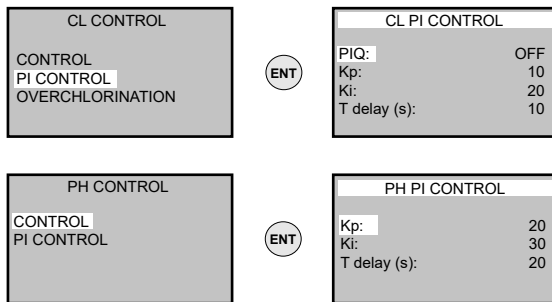 CL CONTROL
CONTROL
PI CONTROL
OVERCHLORINATION
ENT
CL PI CONTROL
PIQ: OFF
Kp: 10
Ki: 20
T delay (s): 10
PH CONTROL
CONTROL
PI CONTROL
ENT
PH PI CONTROL
Kp: 20
Ki: 30
T delay (s): 20